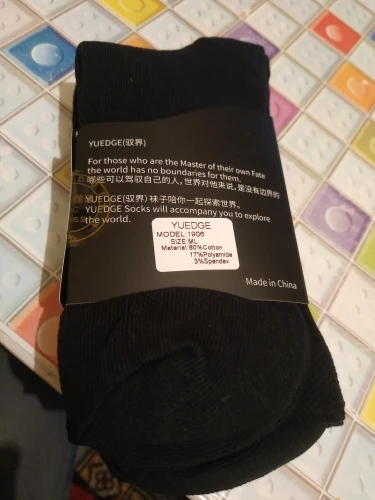 YUEDGE(驭界)
For those who are the Master of their own Fate
the world has no boundaries for them.
哪些可以驾驭自己的人,世界对他来说,是没有边界的
YUEDGE(驭界) 袜子陪你一起探索世界。
YUEDGE Socks will accompany you to explore
the world.
YUEDGE
MODEL:1906
SIZE:ML
Material:80%Cotton
17%Polyamide
3%Spandex
Made in China